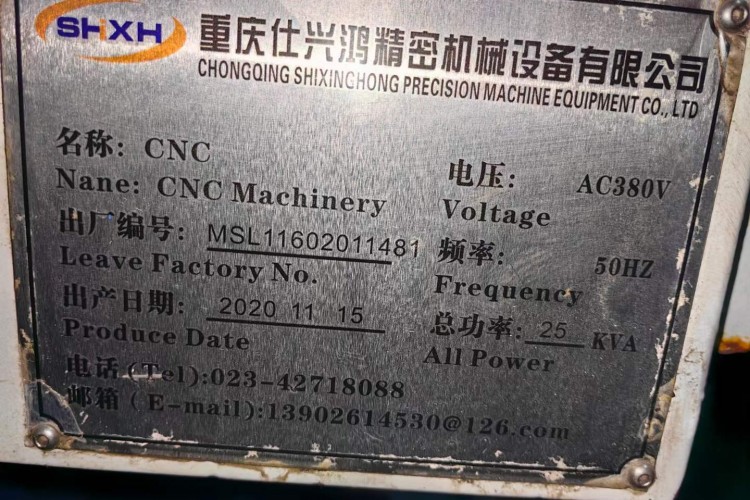 SHXH 重庆仕兴鸿精密机械设备有限公司
CHONGQING SHIXINGHONG PRECISION MACHINE EQUIPMENT CO., LTD
名称: CNC
Nane: CNC Machinery
出厂编号: MSL11602011481
Leave Factory No.
出产日期: 2020 11 15
Produce Date
电压: AC380V
Voltage
频率: 50HZ
Frequency
总功率: 25 KVA
All Power
电话(Tel):023-42718088
邮箱(E-mail):13902614530@126.com